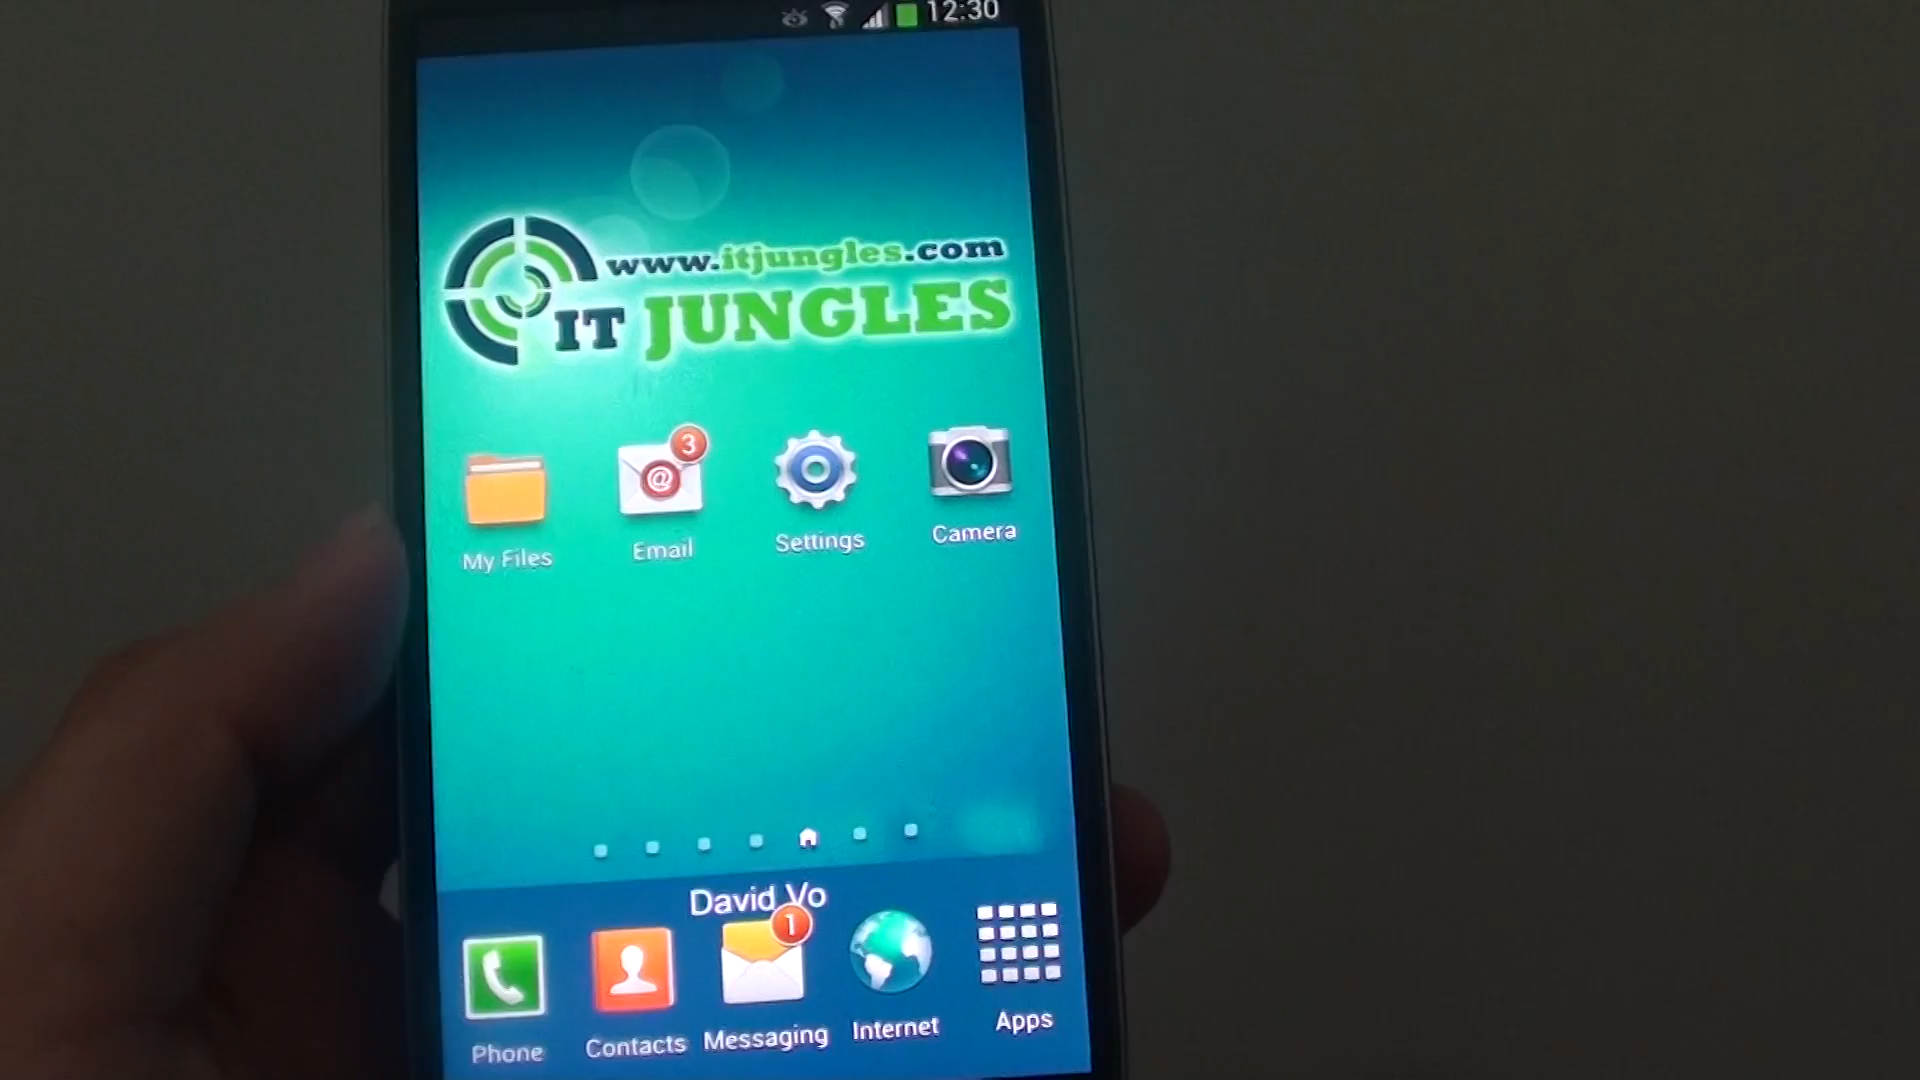 12:30
www.itjungles.com
IT JUNGLES
3
My Files Email Settings Camera
David Vo
1
Phone Contacts Messaging Internet Apps